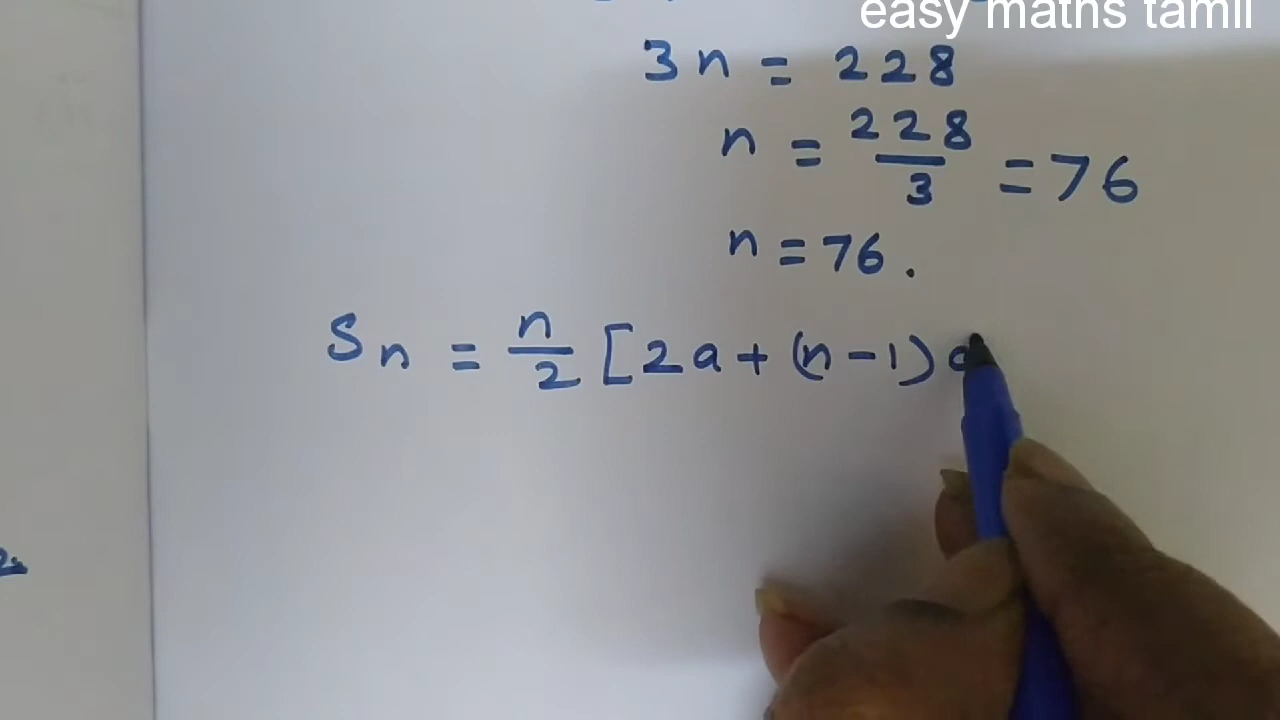 easy maths tamil
3n = 228
n = 228/3 = 76
n = 76.
Sn = n/2 [2a + (n - 1)